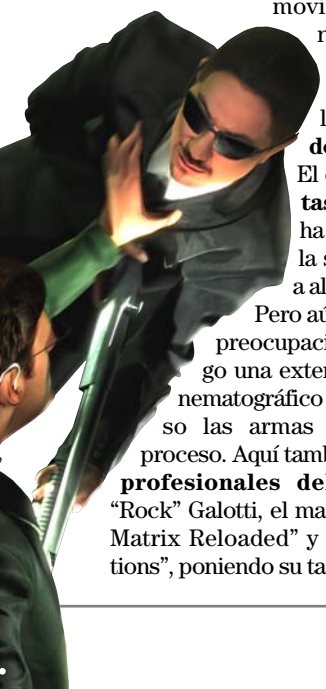 movi
l
d
El
tas
ha
la s
a al
Pero aú
preocupaci
go una exter
nematográfico
so las armas
proceso. Aquí tamb
profesionales del
"Rock" Galotti, el ma
Matrix Reloaded" y
tions", poniendo su ta